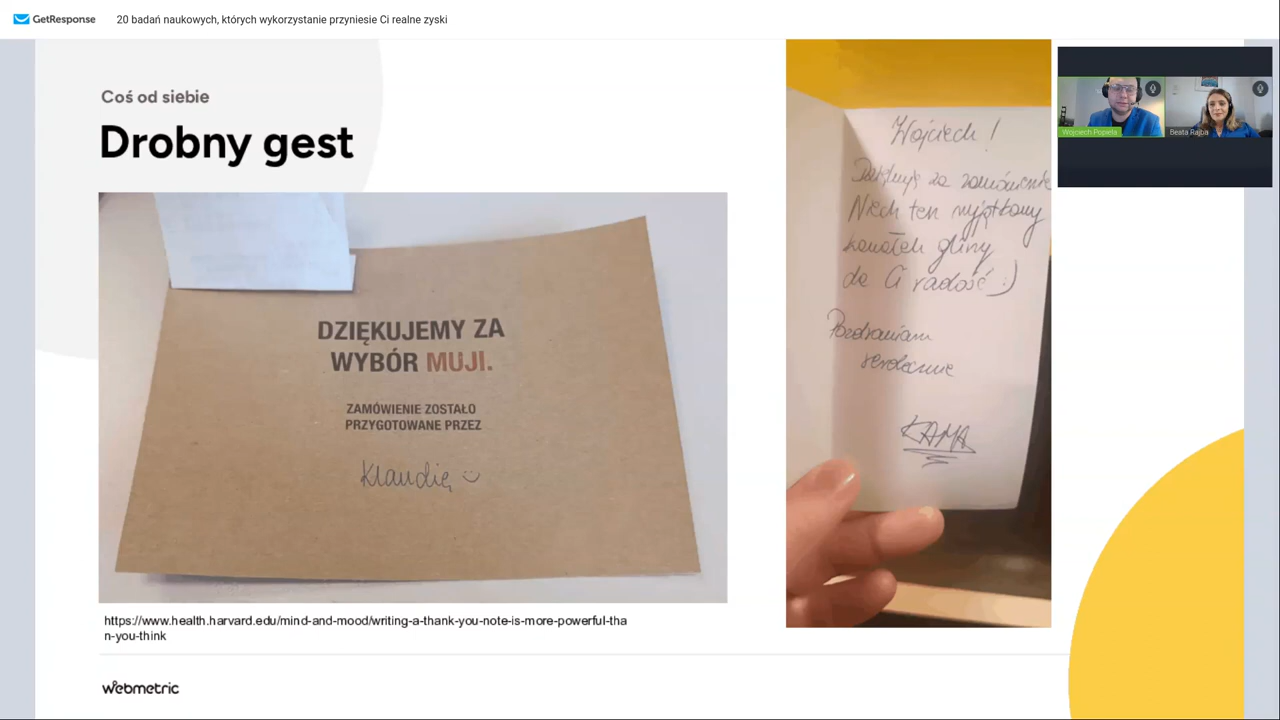 GetResponse
20 badań naukowych, których wykorzystanie przyniesie Ci realne zyski
Coś od siebie
Drobny gest
DZIĘKUJEMY ZA
WYBÓR MUJI.
ZAMÓWIENIE ZOSTAŁO
PRZYGOTOWANE PRZEZ
Klaudię
Wojciech!
Dziękuję za zamówienie
Niech ten wyjątkowy
kawałek gliny
da Ci radość :)
Pozdrawiam
serdecznie
KAMA
Wojciech Popiela
Beata Rajba
https://www.health.harvard.edu/mind-and-mood/writing-a-thank-you-note-is-more-powerful-tha
n-you-think
webmetric